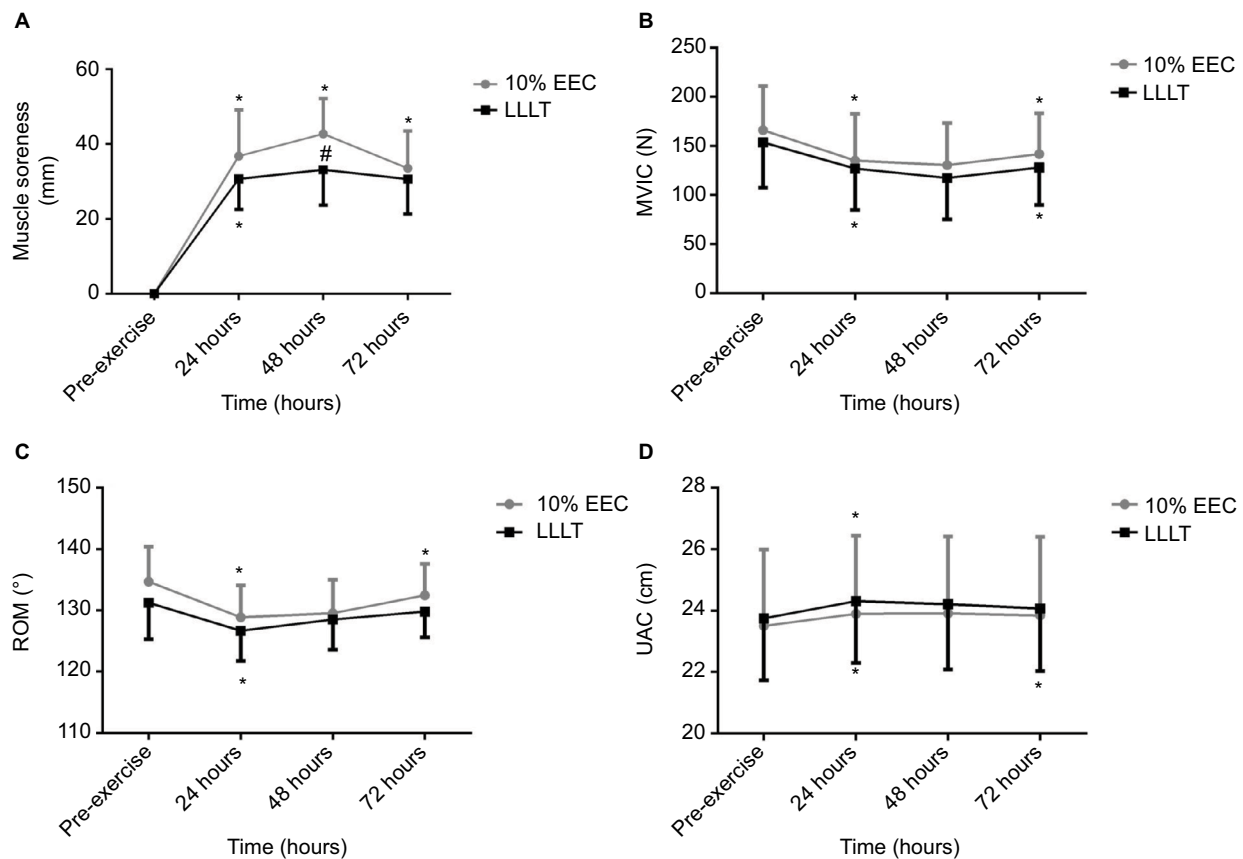 A
Muscle soreness
(mm)
60
40
20
0
* * *
#
*
10% EEC
LLLT
Pre-exercise
24 hours
48 hours
72 hours
Time (hours)
B
MVIC (N)
250
200
150
100
50
0
* *
* *
10% EEC
LLLT
Pre-exercise
24 hours
48 hours
72 hours
Time (hours)
C
ROM (°)
150
140
130
120
110
* *
*
10% EEC
LLLT
Pre-exercise
24 hours
48 hours
72 hours
Time (hours)
D
UAC (cm)
28
26
24
22
20
*
* *
10% EEC
LLLT
Pre-exercise
24 hours
48 hours
72 hours
Time (hours)